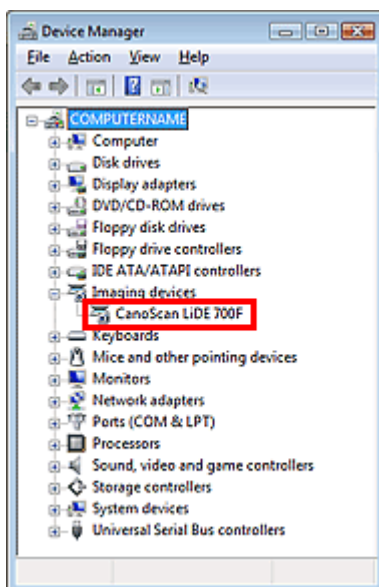 Device Manager
File Action View Help
COMPUTERNAME
Computer
Disk drives
Display adapters
DVD/CD-ROM drives
Floppy disk drives
Floppy drive controllers
IDE ATA/ATAPI controllers
Imaging devices
CanoScan LiDE 700F
Keyboards
Mice and other pointing devices
Monitors
Network adapters
Ports (COM & LPT)
Processors
Sound, video and game controllers
Storage controllers
System devices
Universal Serial Bus controllers